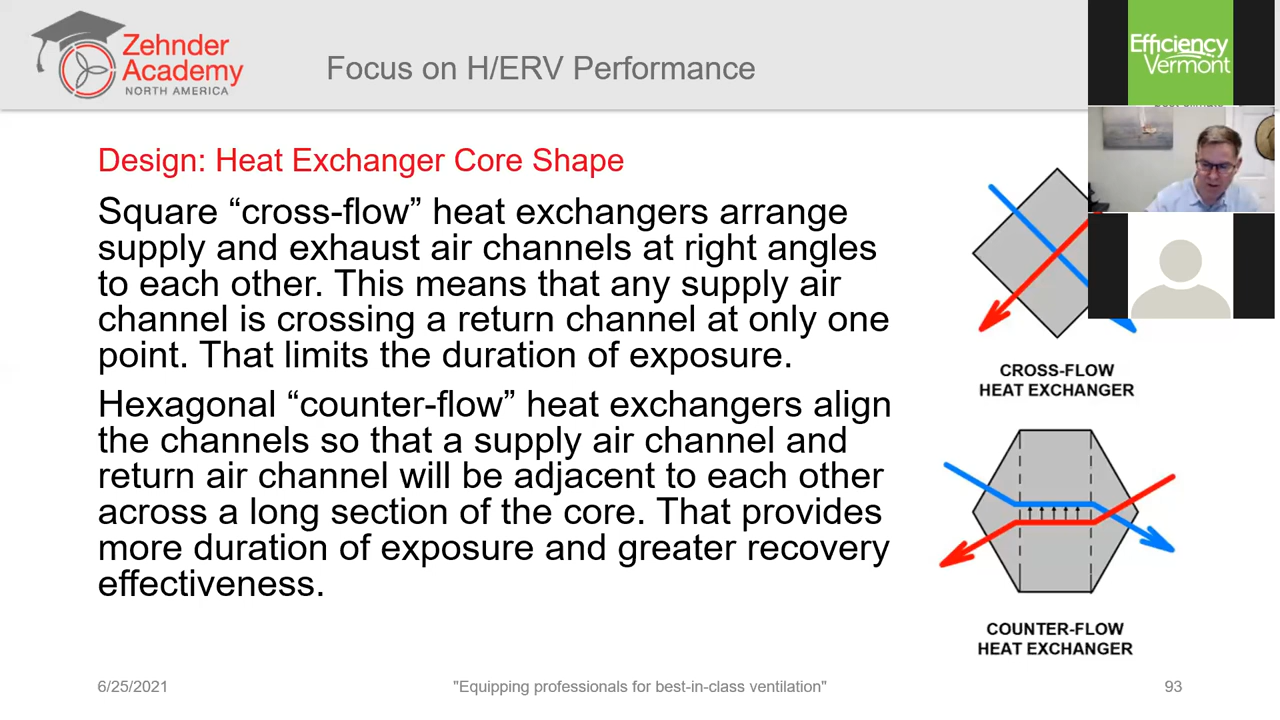 Zehnder
Academy
NORTH AMERICA
Focus on H/ERV Performance
Efficiency
Vermont
Design: Heat Exchanger Core Shape
Square “cross-flow” heat exchangers arrange
supply and exhaust air channels at right angles
to each other. This means that any supply air
channel is crossing a return channel at only one
point. That limits the duration of exposure.
Hexagonal “counter-flow” heat exchangers align
the channels so that a supply air channel and
return air channel will be adjacent to each other
across a long section of the core. That provides
more duration of exposure and greater recovery
effectiveness.
CROSS-FLOW
HEAT EXCHANGER
COUNTER-FLOW
HEAT EXCHANGER
6/25/2021
"Equipping professionals for best-in-class ventilation"
93